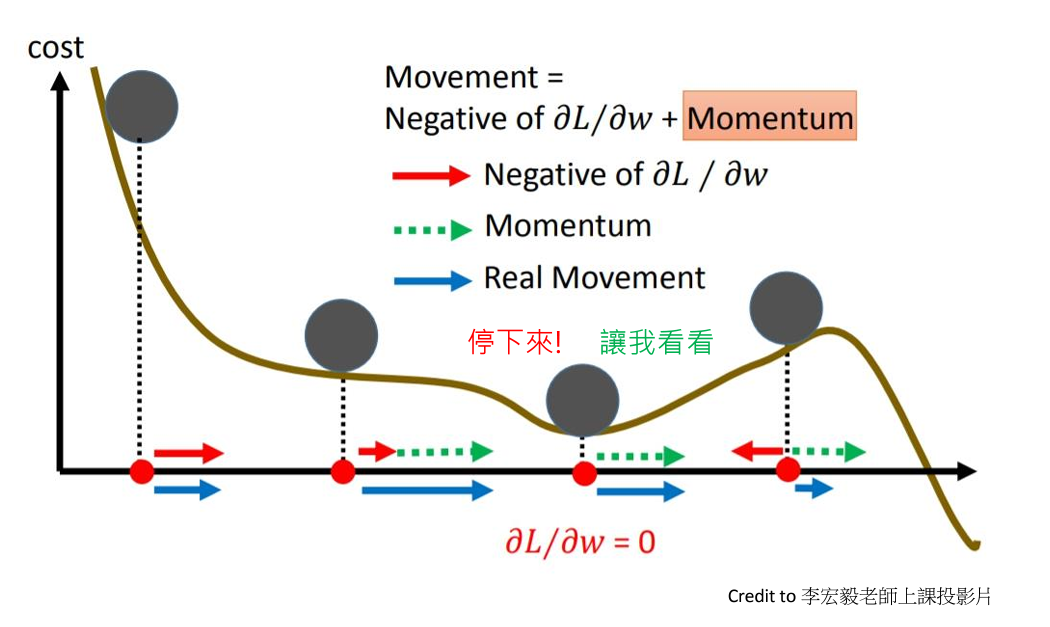 cost
Movement =
Negative of ∂L/∂w + Momentum
Negative of ∂L / ∂w
Momentum
Real Movement
停下來! 讓我看看
∂L/∂w = 0
Credit to 李宏毅老師上課投影片